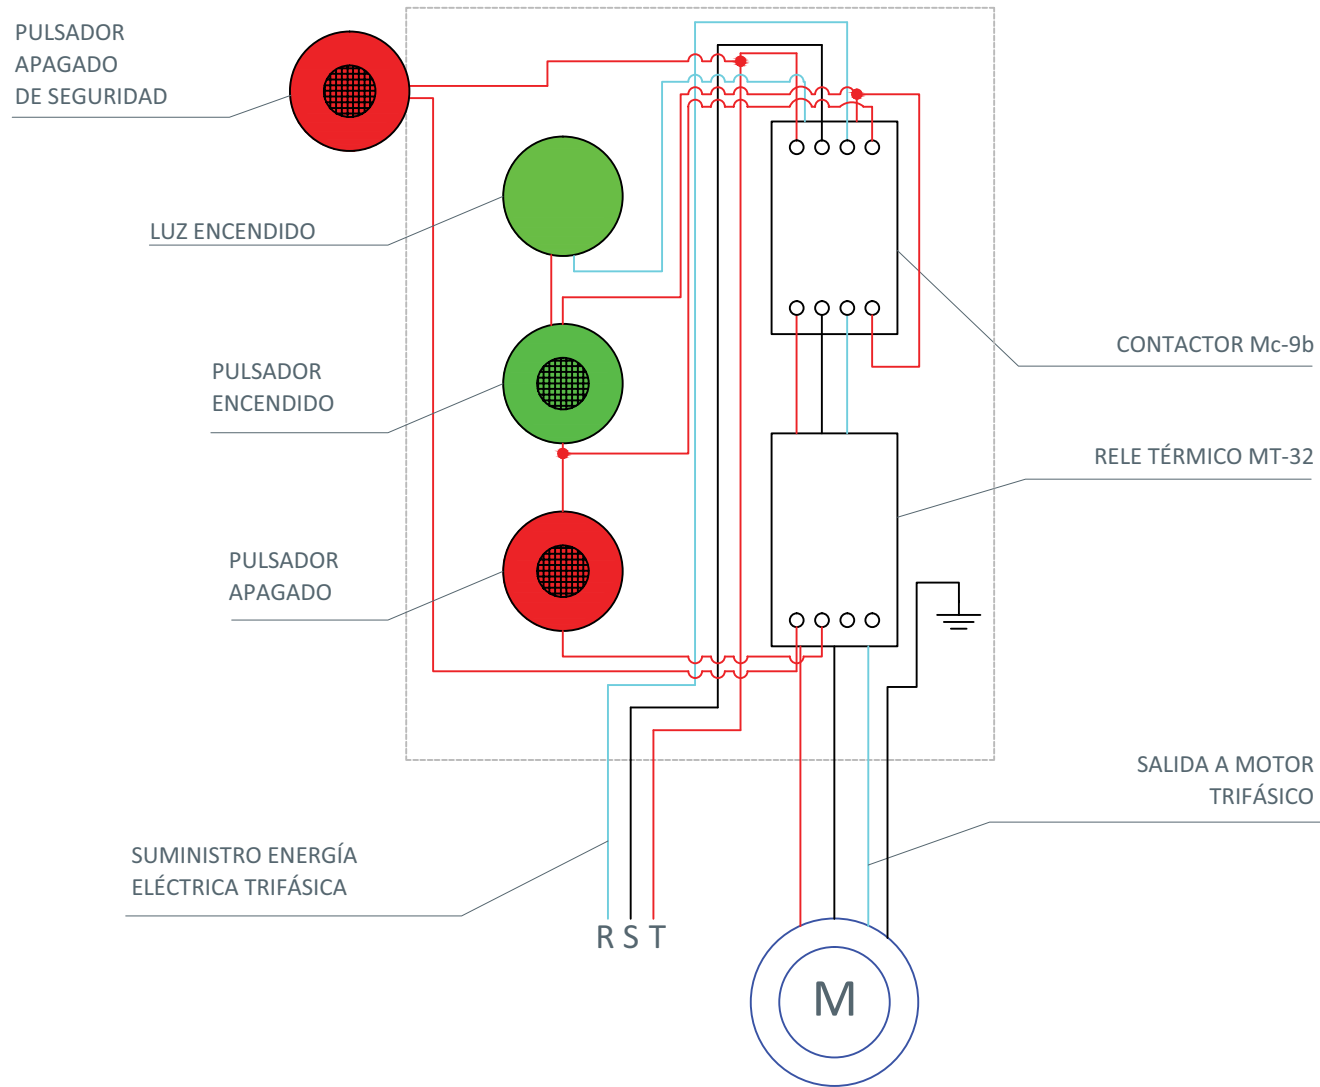 PULSADOR
APAGADO
DE SEGURIDAD
LUZ ENCENDIDO
PULSADOR
ENCENDIDO
CONTACTOR Mc-9b
RELE TÉRMICO MT-32
PULSADOR
APAGADO
SALIDA A MOTOR
TRIFÁSICO
SUMINISTRO ENERGÍA
ELÉCTRICA TRIFÁSICA
R S T
M